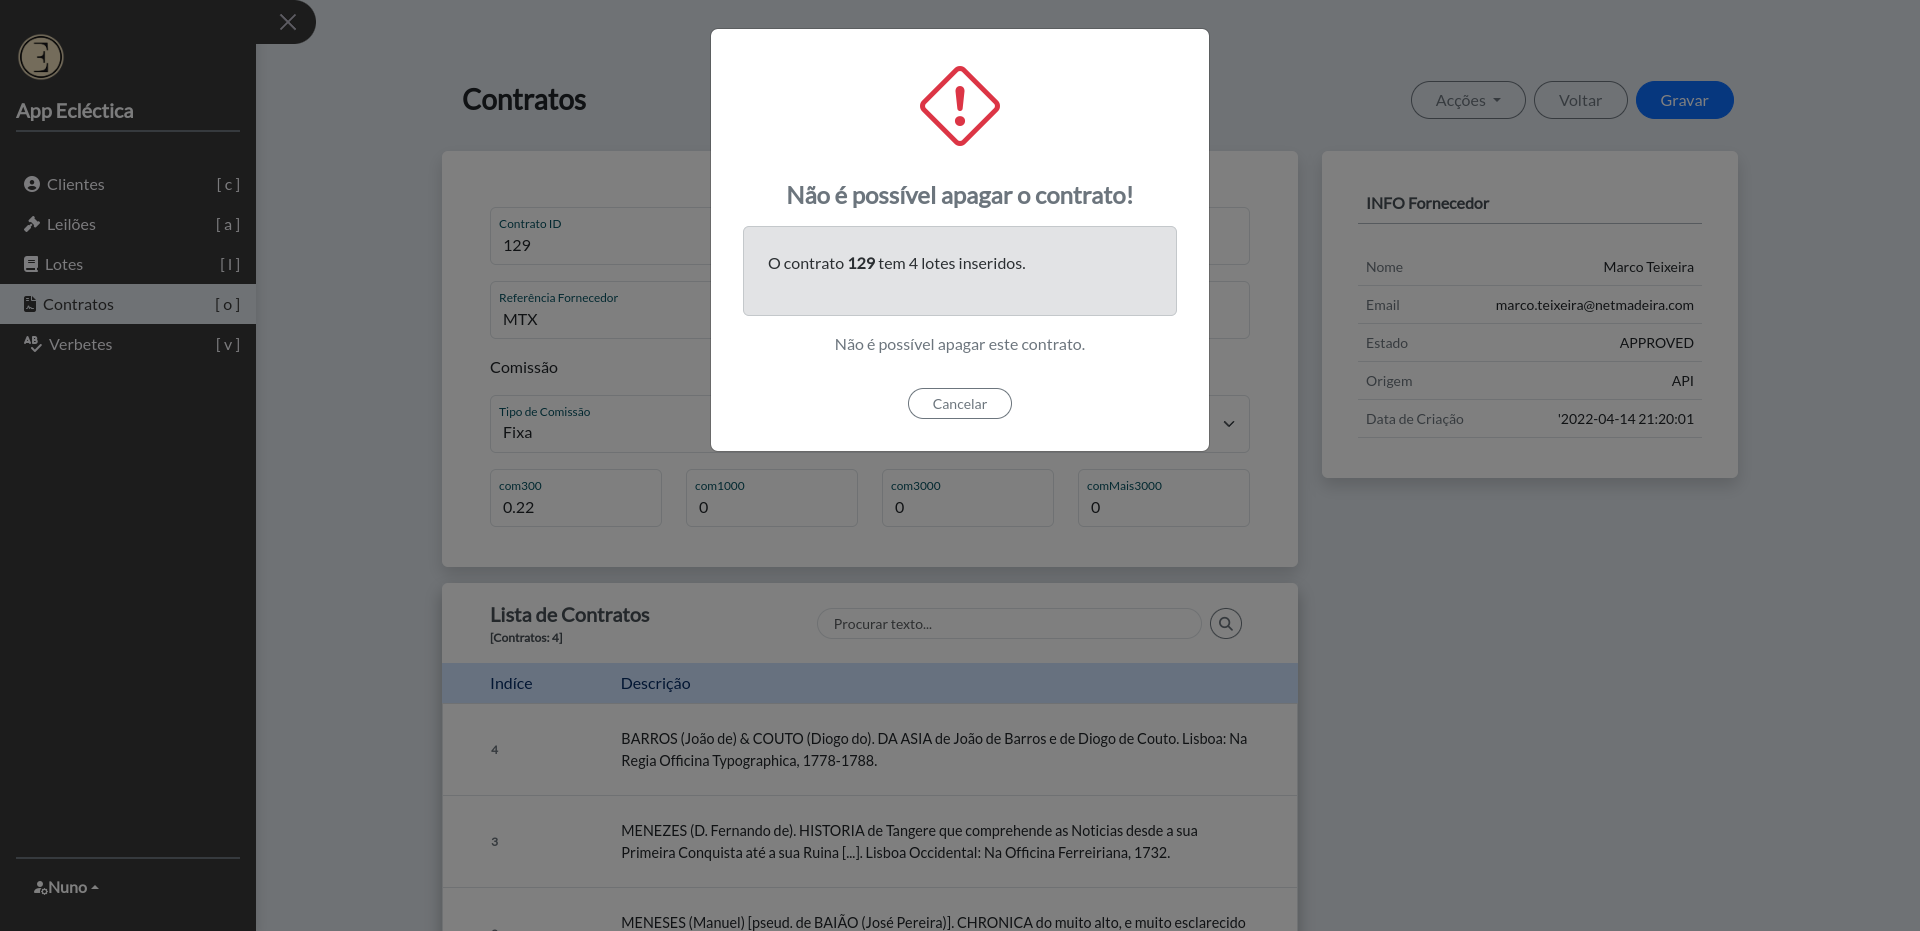 App Ecléctica
Clientes [ c ]
Leilões [ a ]
Lotes [ l ]
Contratos [ o ]
Verbetes [ v ]
Nuno
Contratos
Acções
Voltar
Gravar
Contrato ID
129
Referência Fornecedor
MTX
Comissão
Tipo de Comissão
Fixa
com300
0.22
com1000
0
com3000
0
comMais3000
0
Não é possível apagar o contrato!
O contrato 129 tem 4 lotes inseridos.
Não é possível apagar este contrato.
Cancelar
INFO Fornecedor
Nome Marco Teixeira
Email marco.teixeira@netmadeira.com
Estado APPROVED
Origem API
Data de Criação '2022-04-14 21:20:01
Lista de Contratos
[Contratos: 4]
Procurar texto...
Indíce Descrição
4
BARROS (João de) & COUTO (Diogo do). DA ASIA de João de Barros e de Diogo de Couto. Lisboa: Na
Regia Officina Typographica, 1778-1788.
3
MENEZES (D. Fernando de). HISTORIA de Tangere que comprehende as Noticias desde a sua
Primeira Conquista até a sua Ruina [...]. Lisboa Occidental: Na Officina Ferreiriana, 1732.
MENESES (Manuel) [pseud. de BAIÃO (José Pereira)]. CHRONICA do muito alto, e muito esclarecido